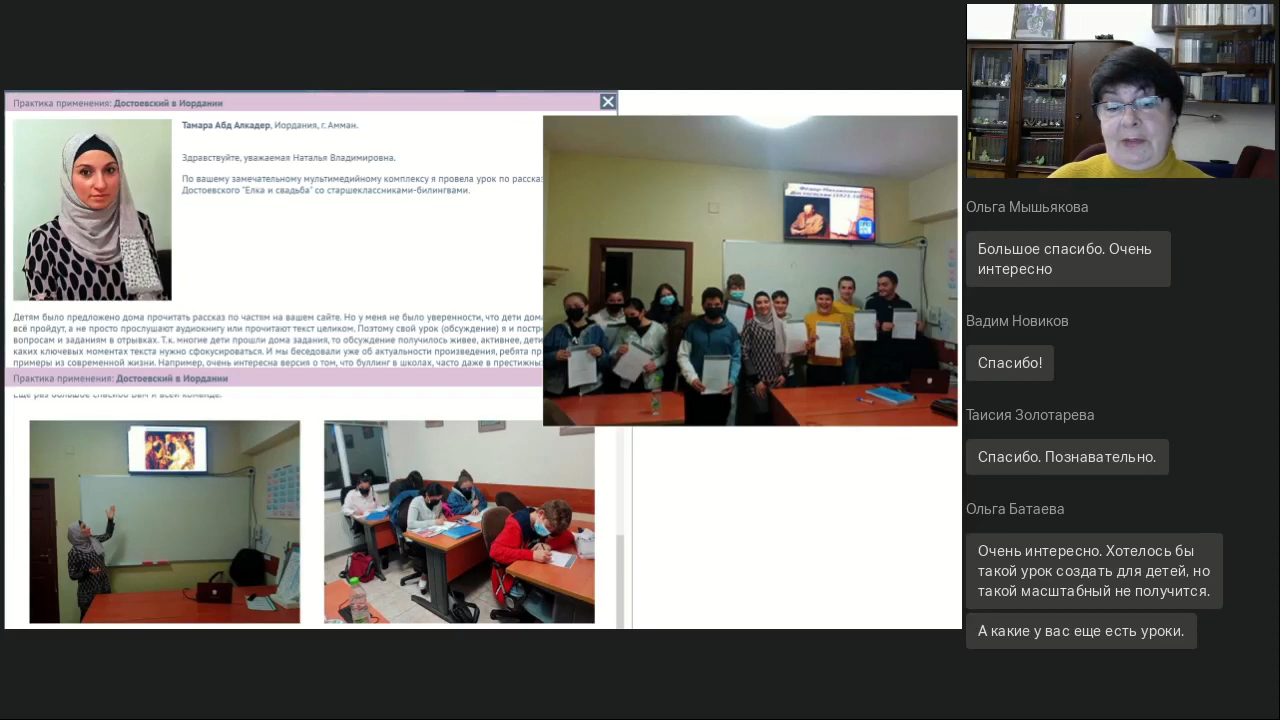 Практика применения: Достоевский в Иордании
Тамара Абд Алкадер, Иордания, г. Амман.
Здравствуйте, уважаемая Наталья Владимировна.
По вашему замечательному мультимедийному комплексу я провела урок по расска
Достоевского "Елка и свадьба" со старшеклассниками-билингвами.
Детям было предложено дома прочитать рассказ по частям на вашем сайте. Но у меня не было уверенности, что дети дома
всё пройдут, а не просто прослушают аудиокнигу или прочитают текст целиком. Поэтому свой урок (обсуждение) я и постро
вопросам и заданиям в отрывках. Т.к. многие дети прошли дома задания, то обсуждение получилось живее, активнее, дети
каких ключевых моментах текста нужно сфокусироваться. И мы беседовали уже об актуальности произведения, ребята пр
примеры из современной жизни. Например, очень интересна версия о том, что буллинг в школах, часто даже в престижны
Практика применения: Достоевский в Иордании
Еще раз большое спасибо Вам и всей команде.
Ольга Мышьякова
Большое спасибо. Очень
интересно
Вадим Новиков
Спасибо!
Таисия Золотарева
Спасибо. Познавательно.
Ольга Батаева
Очень интересно. Хотелось бы
такой урок создать для детей, но
такой масштабный не получится.
А какие у вас еще есть уроки.